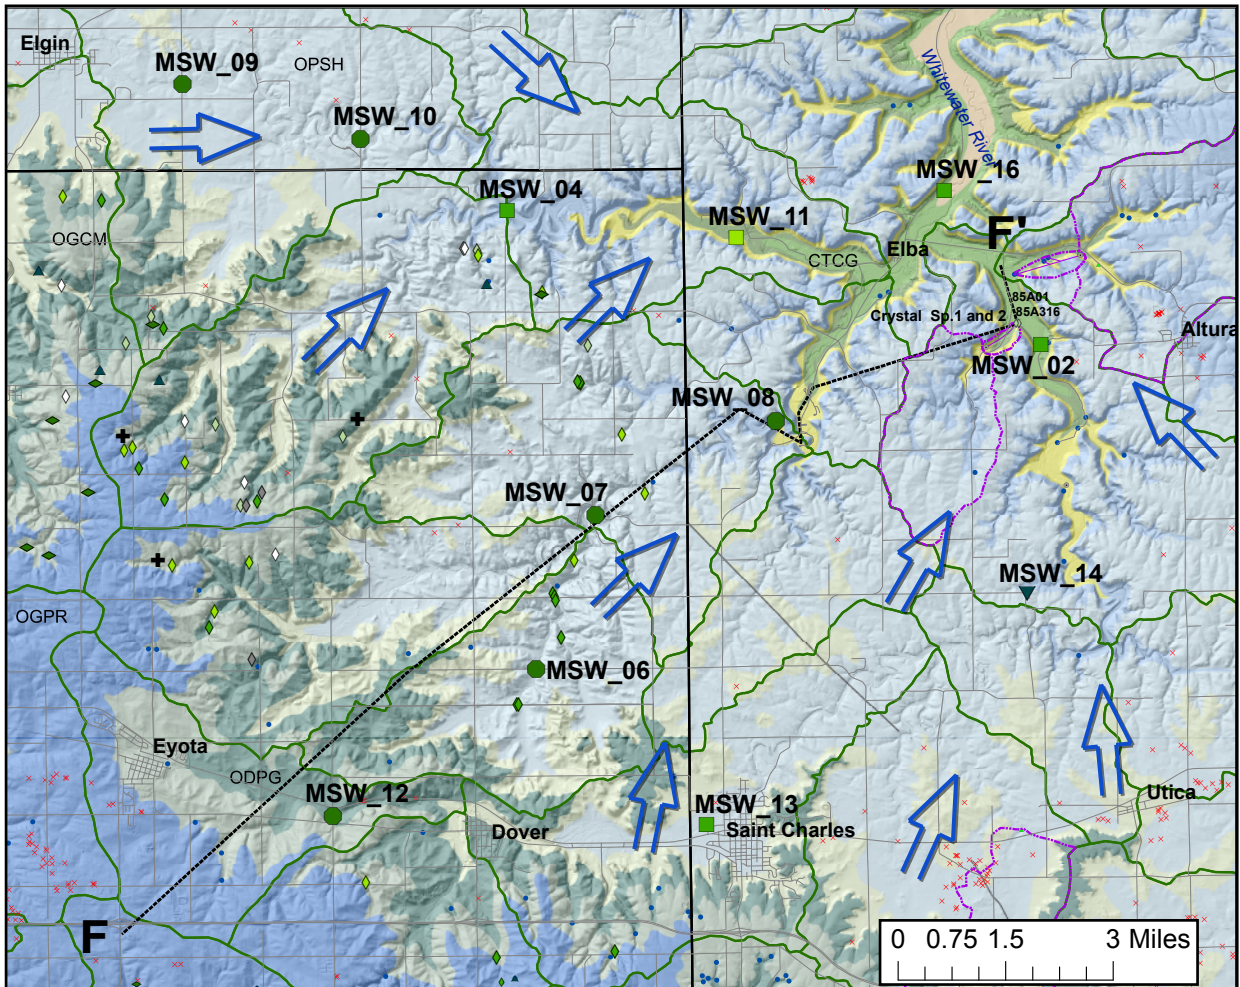 Elgin
MSW_09
OPSH
MSW_10
Whitewater River
MSW_04
MSW_16
MSW_11
F'
OGCM
Elba
CTCG
85A01
85A316
Crystal Sp.1 and 2
Altura
MSW_02
MSW_08
MSW_07
MSW_14
OGPR
MSW_06
Eyota
ODPG
MSW_12
MSW_13
Utica
Dover
Saint Charles
F
0 0.75 1.5 3 Miles